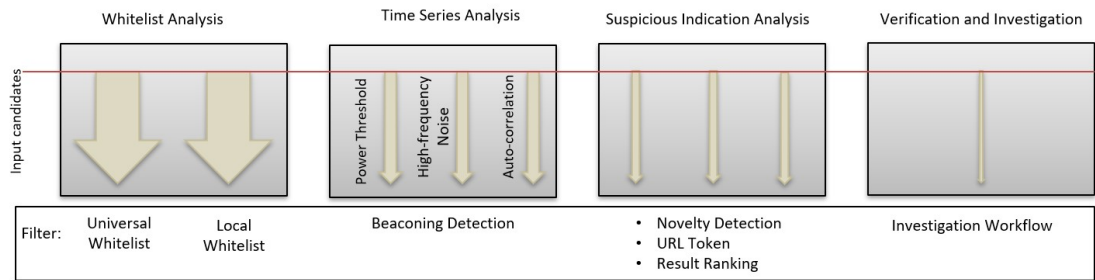 Whitelist Analysis
Time Series Analysis
Suspicious Indication Analysis
Verification and Investigation
Input candidates
Power Threshold
High-frequency
Noise
Auto-correlation
Filter:
Universal
Whitelist
Local
Whitelist
Beaconing Detection
• Novelty Detection
• URL Token
• Result Ranking
Investigation Workflow